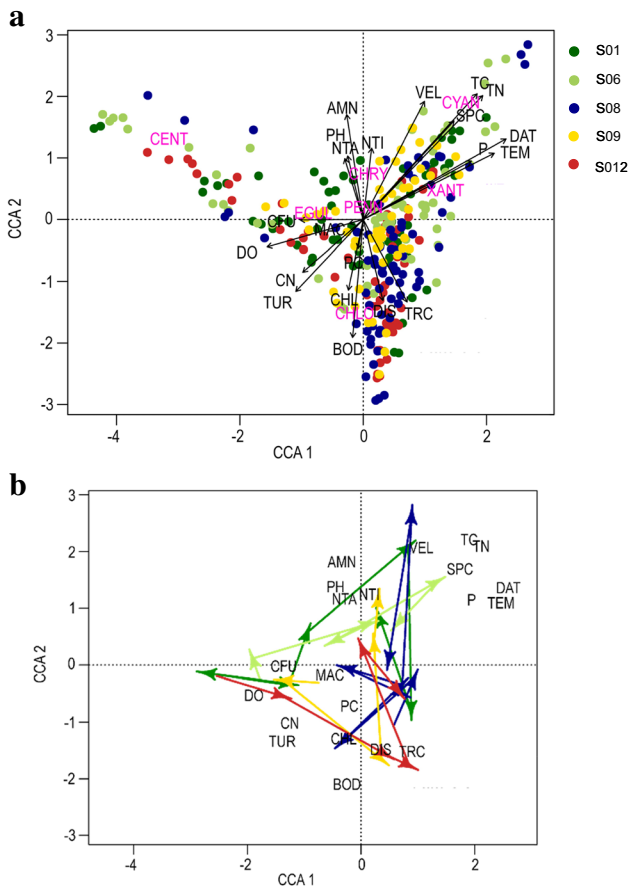 a
3
2
1
0
-1
-2
-3
CCA 2
-4
-2
0
2
CCA 1
AMN
PH
NTA
NTI
VEL
CYAN
TC
TN
SPC
DAT
P
TEM
CHRY
XANT
CENT
EGUL
CFU
MAC
DO
CN
TUR
PC
CHL
CHLO
DIS
TRC
BOD
S01
S06
S08
S09
S012
b
3
2
1
0
-1
-2
-3
CCA 2
-4
-2
0
2
CCA 1
AMN
PH
NTA
NTI
VEL
TC
TN
SPC
DAT
P
TEM
CFU
MAC
DO
PC
CN
TUR
CHL
DIS
TRC
BOD